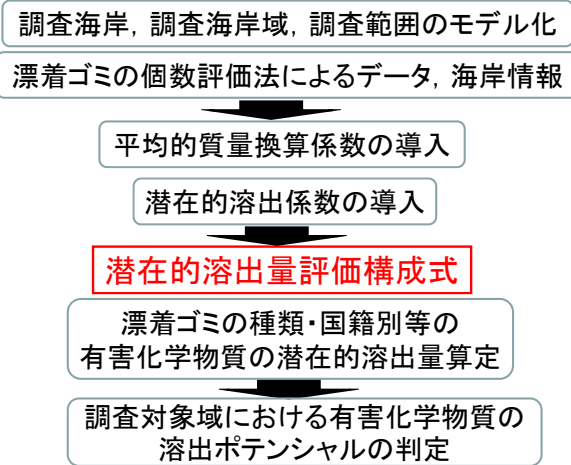 調査海岸，調査海岸域，調査範囲のモデル化
漂着ゴミの個数評価法によるデータ，海岸情報
平均的質量換算係数の導入
潜在的溶出係数の導入
潜在的溶出量評価構成式
漂着ゴミの種類・国籍別等の
有害化学物質の潜在的溶出量算定
調査対象域における有害化学物質の
溶出ポテンシャルの判定